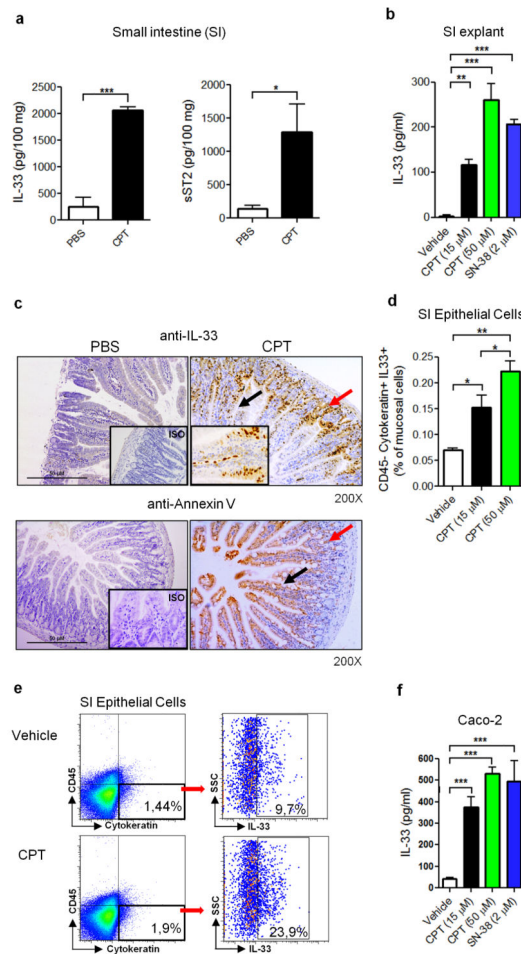 a
Small intestine (SI)
IL-33 (pg/100 mg)
2500
2000
1500
1000
500
0
***
PBS
CPT
sST2 (pg/100 mg)
2000
1500
1000
500
0
*
PBS
CPT
b
SI explant
***
***
**
IL-33 (pg/ml)
300
200
100
0
Vehicle
CPT (15 µM)
CPT (50 µM)
SN-38 (2 µM)
c
anti-IL-33
PBS
CPT
ISO
50 µM
200X
anti-Annexin V
ISO
50 µM
200X
d
SI Epithelial Cells
**
*
*
CD45- Cytokeratin+ IL33+
(% of mucosal cells)
0.25
0.20
0.15
0.10
0.05
0.00
Vehicle
CPT (15 µM)
CPT (50 µM)
e
SI Epithelial Cells
Vehicle
CD45
Cytokeratin
1,44%
SSC
IL-33
9,7%
CPT
CD45
Cytokeratin
1,9%
SSC
IL-33
23,9%
f
Caco-2
***
***
***
IL-33 (pg/ml)
600
500
400
300
200
100
0
Vehicle
CPT (15 µM)
CPT (50 µM)
SN-38 (2 µM)